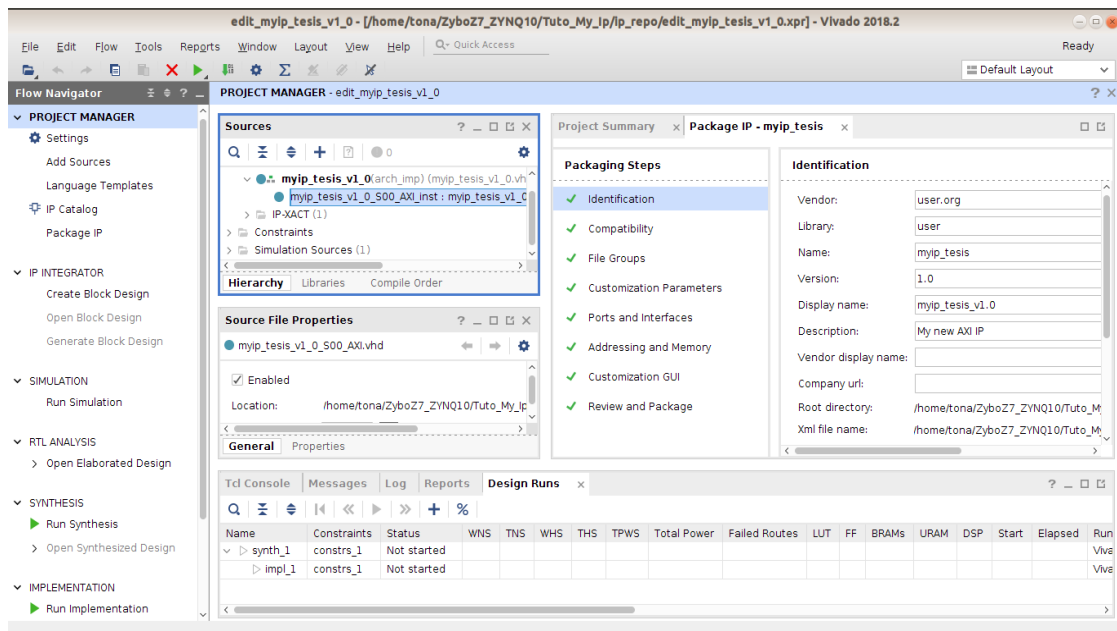 edit_myip_tesis_v1_0 - [/home/tona/ZyboZ7_ZYNQ10/Tuto_My_Ip/ip_repo/edit_myip_tesis_v1_0.xpr] - Vivado 2018.2
File Edit Flow Tools Reports Window Layout View Help Q- Quick Access Ready
Default Layout
Flow Navigator
PROJECT MANAGER - edit_myip_tesis_v1_0
PROJECT MANAGER
Settings
Add Sources
Language Templates
IP Catalog
Package IP
IP INTEGRATOR
Create Block Design
Open Block Design
Generate Block Design
SIMULATION
Run Simulation
RTL ANALYSIS
Open Elaborated Design
SYNTHESIS
Run Synthesis
Open Synthesized Design
IMPLEMENTATION
Run Implementation
Sources
0
myip_tesis_v1_0(arch_imp) (myip_tesis_v1_0.vh
myip_tesis_v1_0_S00_AXI_inst : myip_tesis_v1_0
IP-XACT (1)
Constraints
Simulation Sources (1)
Hierarchy Libraries Compile Order
Source File Properties
myip_tesis_v1_0_S00_AXI.vhd
Enabled
Location: /home/tona/ZyboZ7_ZYNQ10/Tuto_My_Ip
General Properties
Project Summary Package IP - myip_tesis
Packaging Steps
Identification
Compatibility
File Groups
Customization Parameters
Ports and Interfaces
Addressing and Memory
Customization GUI
Review and Package
Identification
Vendor: user.org
Library: user
Name: myip_tesis
Version: 1.0
Display name: myip_tesis_v1.0
Description: My new AXI IP
Vendor display name:
Company url:
Root directory: /home/tona/ZyboZ7_ZYNQ10/Tuto_M
Xml file name: /home/tona/ZyboZ7_ZYNQ10/Tuto_M
Tcl Console Messages Log Reports Design Runs
Name Constraints Status WNS TNS WHS THS TPWS Total Power Failed Routes LUT FF BRAMs URAM DSP Start Elapsed Run
synth_1 constrs_1 Not started Viva
impl_1 constrs_1 Not started Viva